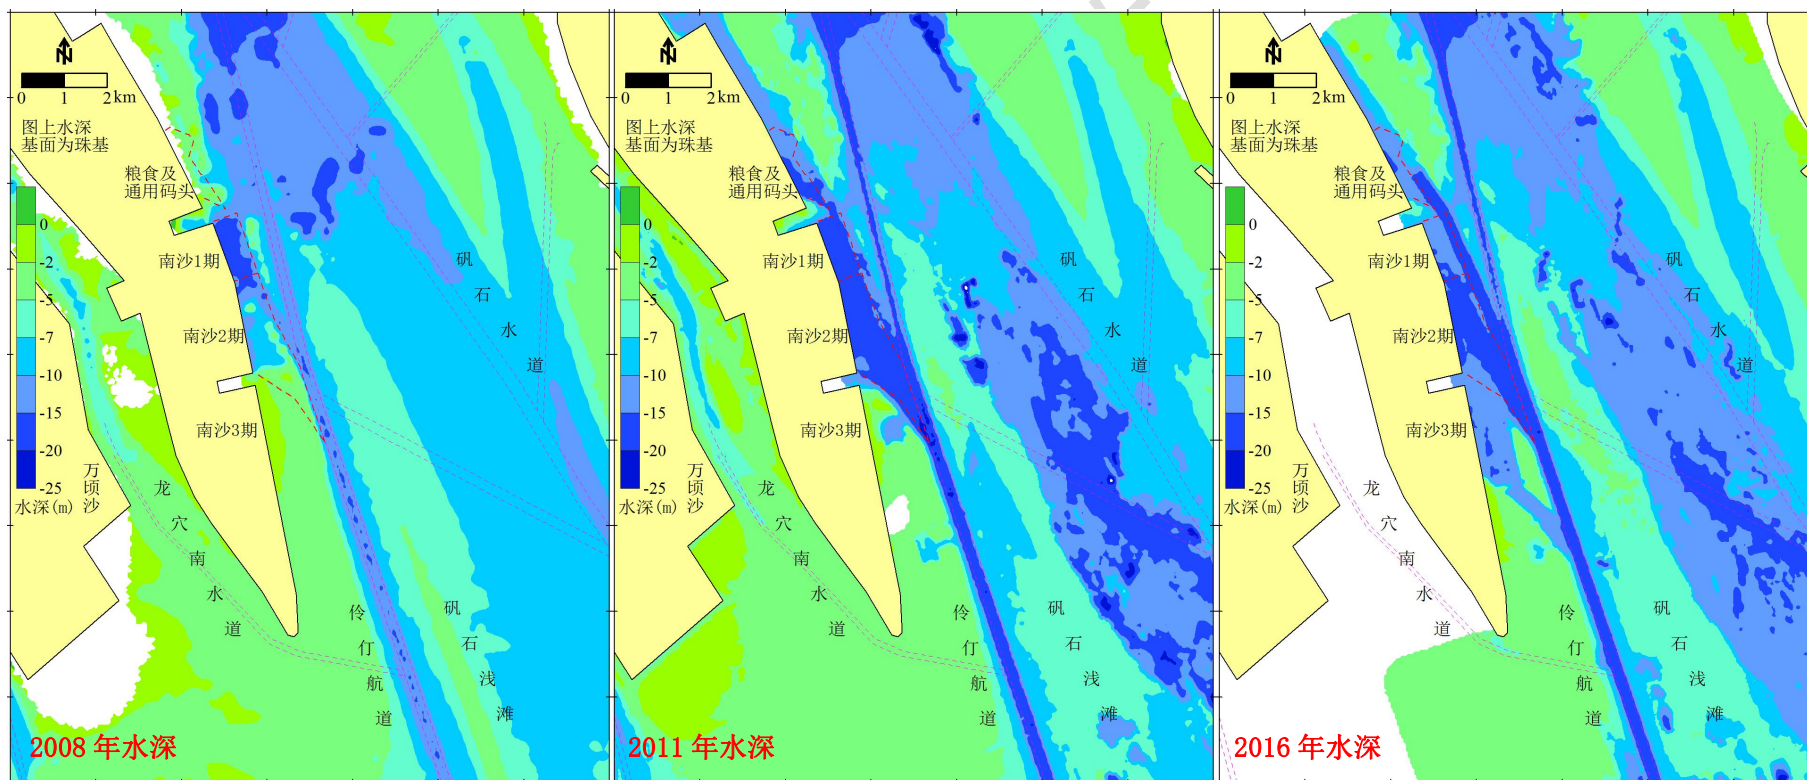 N
0 1 2km
图上水深
基面为珠基
粮食及
通用码头
0
-2
-5
-7
-10
-15
-20
-25
水深(m)
南沙1期
南沙2期
南沙3期
万顷沙
龙穴南水道
伶仃航道
矾石水道
矾石浅滩
2008 年水深
N
0 1 2km
图上水深
基面为珠基
粮食及
通用码头
0
-2
-5
-7
-10
-15
-20
-25
水深(m)
南沙1期
南沙2期
南沙3期
万顷沙
龙穴南水道
伶仃航道
矾石水道
矾石浅滩
2011 年水深
N
0 1 2km
图上水深
基面为珠基
粮食及
通用码头
0
-2
-5
-7
-10
-15
-20
-25
水深(m)
南沙1期
南沙2期
南沙3期
万顷沙
龙穴南水道
伶仃航道
矾石水道
矾石浅滩
2016 年水深